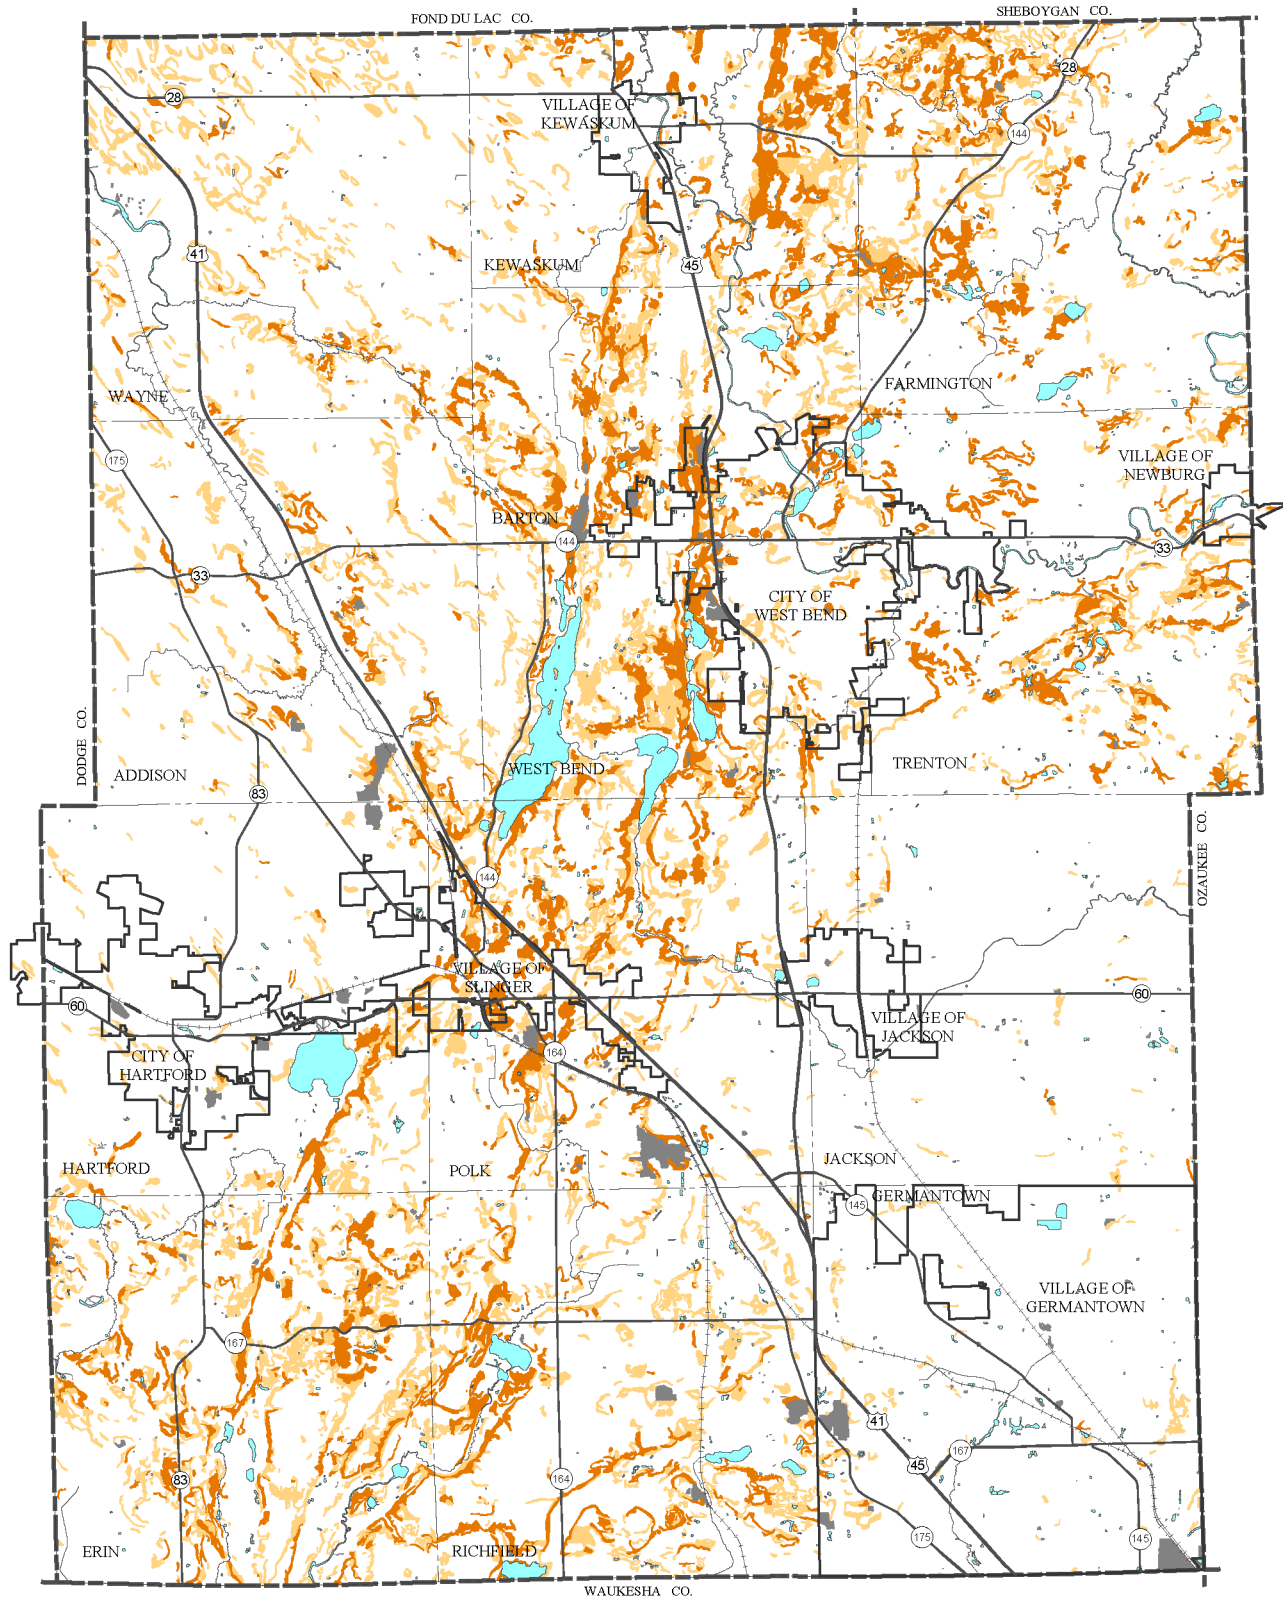 FOND DU LAC CO.
SHEBOYGAN CO.
28
28
VILLAGE OF
KEWASKUM
144
41
KEWASKUM
45
WAYNE
FARMINGTON
175
VILLAGE OF
NEWBURG
BARTON
144
33
33
CITY OF
WEST BEND
DODGE CO.
ADDISON
WEST BEND
TRENTON
83
OZAUKEE CO.
144
VILLAGE OF
SLINGER
60
60
VILLAGE OF
JACKSON
CITY OF
HARTFORD
164
HARTFORD
POLK
JACKSON
GERMANTOWN
145
VILLAGE OF
GERMANTOWN
167
41
167
45
83
164
175
145
ERIN
RICHFIELD
WAUKESHA CO.